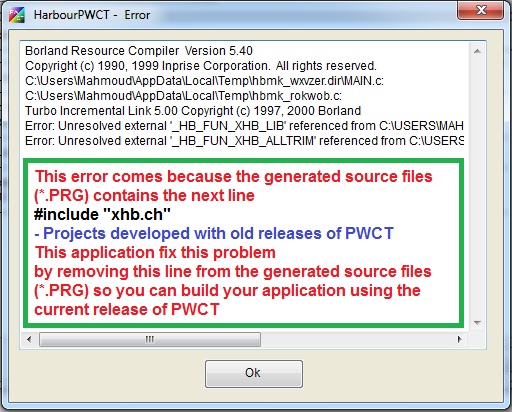 HarbourPWCT - Error
Borland Resource Compiler Version 5.40
Copyright (c) 1990, 1999 Inprise Corporation. All rights reserved.
C:\Users\Mahmoud\AppData\Local\Temp\hbmk_wxvzer.dir\MAIN.c:
C:\Users\Mahmoud\AppData\Local\Temp\hbmk_rokwob.c:
Turbo Incremental Link 5.00 Copyright (c) 1997, 2000 Borland
Error: Unresolved external '_HB_FUN_XHB_LIB' referenced from C:\USERS\MAH
Error: Unresolved external '_HB_FUN_XHB_ALLTRIM' referenced from C:\USERS
This error comes because the generated source files
(*.PRG) contains the next line
#include "xhb.ch"
- Projects developed with old releases of PWCT
This application fix this problem
by removing this line from the generated source files
(*.PRG) so you can build your application using the
current release of PWCT
Ok